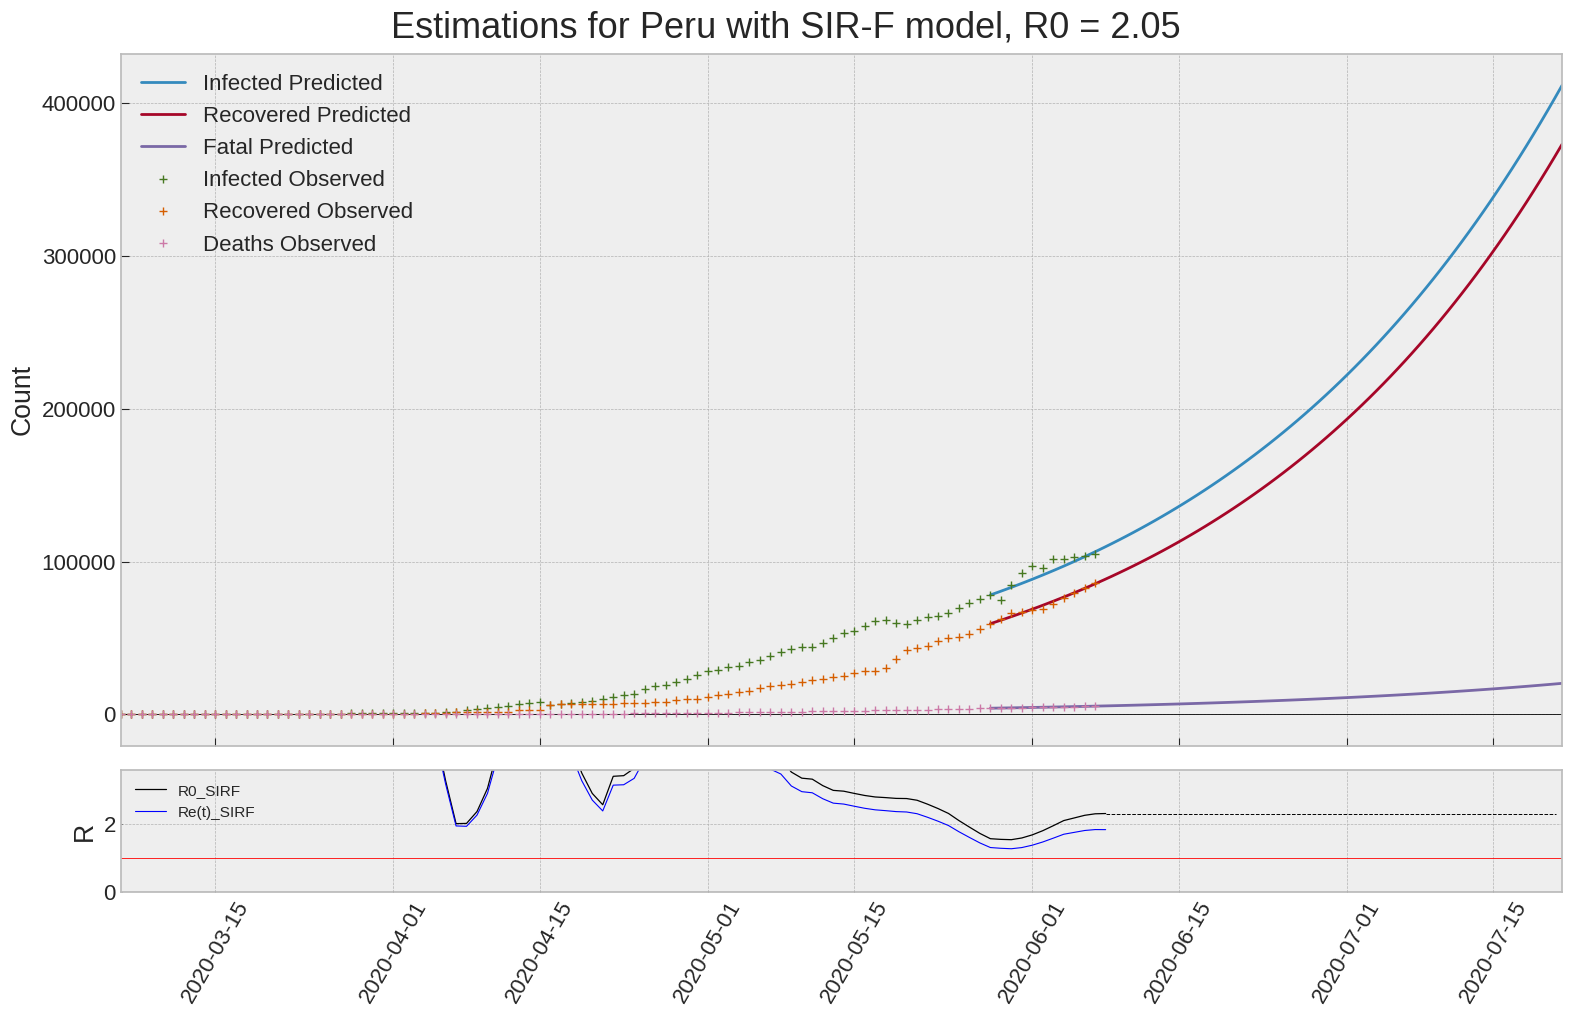 Estimations for Peru with SIR-F model, R0 = 2.05
Infected Predicted
Recovered Predicted
Fatal Predicted
Infected Observed
Recovered Observed
Deaths Observed
400000
300000
200000
100000
0
Count
R0_SIRF
Re(t)_SIRF
2
0
R
2020-03-15
2020-04-01
2020-04-15
2020-05-01
2020-05-15
2020-06-01
2020-06-15
2020-07-01
2020-07-15